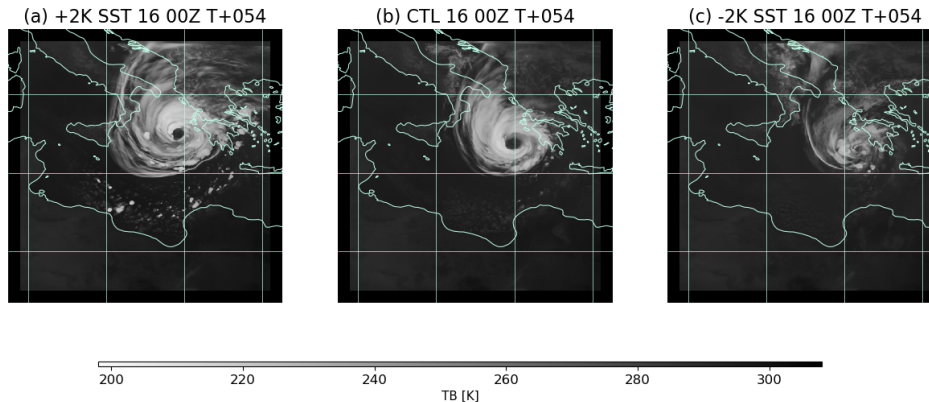 (a) +2K SST 16 00Z T+054
(b) CTL 16 00Z T+054
(c) -2K SST 16 00Z T+054
200 220 240 260 280 300
TB [K]